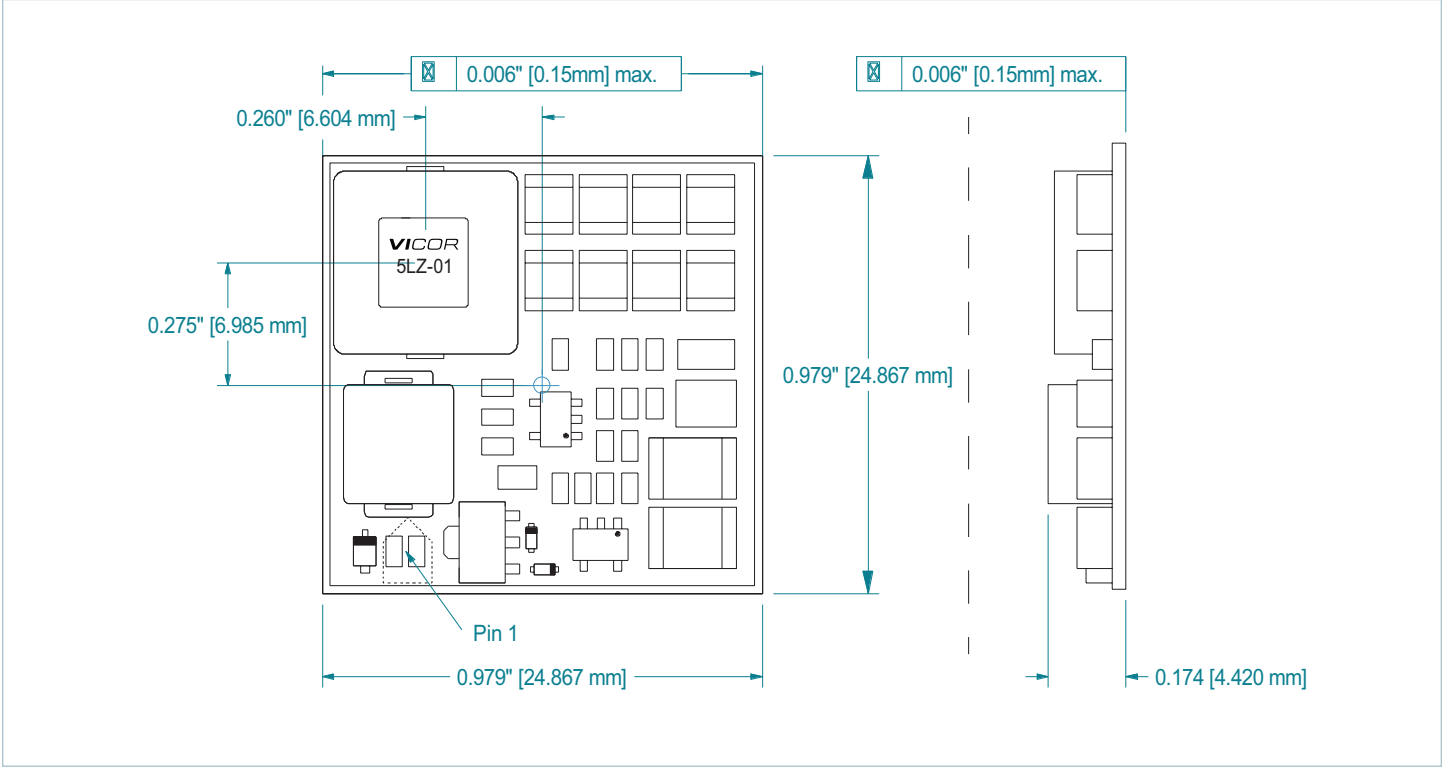 0.006" [0.15mm] max.
0.006" [0.15mm] max.
0.260" [6.604 mm]
VICOR
5LZ-01
0.275" [6.985 mm]
0.979" [24.867 mm]
Pin 1
0.979" [24.867 mm]
0.174 [4.420 mm]